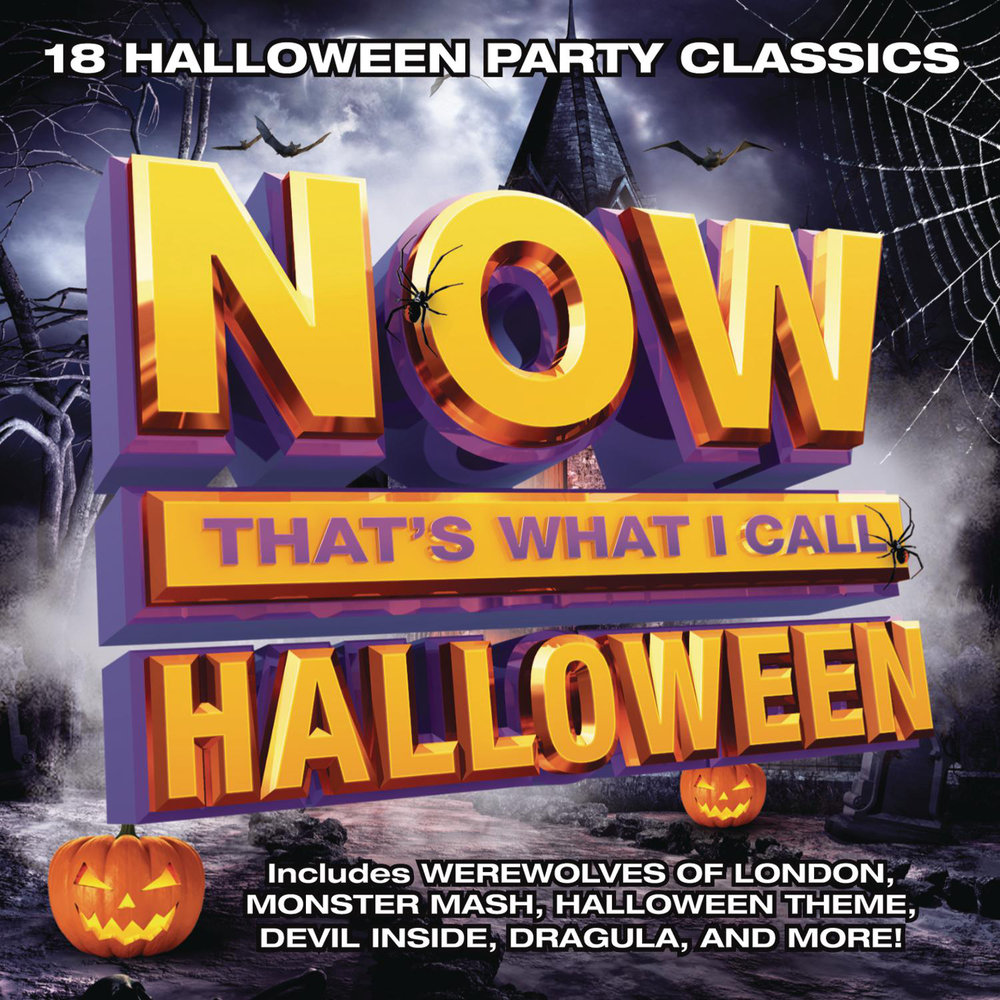 18 HALLOWEEN PARTY CLASSICS
NOW
THAT'S WHAT I CALL
HALLOWEEN
Includes WEREWOLVES OF LONDON,
MONSTER MASH, HALLOWEEN THEME,
DEVIL INSIDE, DRAGULA, AND MORE!